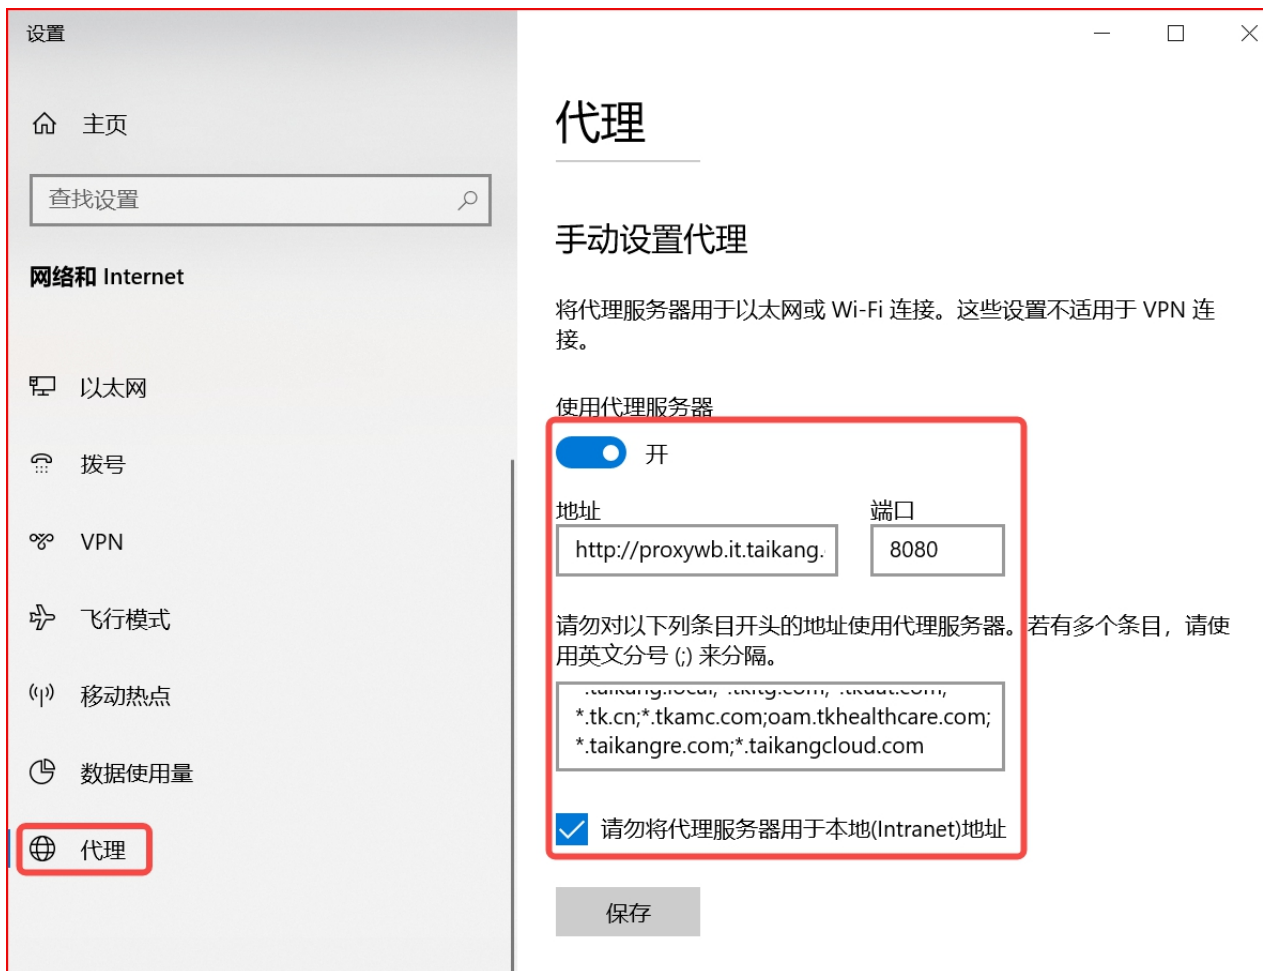 设置
主页
查找设置
网络和 Internet
以太网
拨号
VPN
飞行模式
移动热点
数据使用量
代理
代理
手动设置代理
将代理服务器用于以太网或 Wi-Fi 连接。这些设置不适用于 VPN 连
接。
使用代理服务器
开
地址
端口
http://proxywb.it.taikang.
8080
请勿对以下列条目开头的地址使用代理服务器。若有多个条目，请使
用英文分号 (;) 来分隔。
*.tk.cn;*.tkamc.com;oam.tkhealthcare.com;
*.taikangre.com;*.taikangcloud.com
请勿将代理服务器用于本地(Intranet)地址
保存